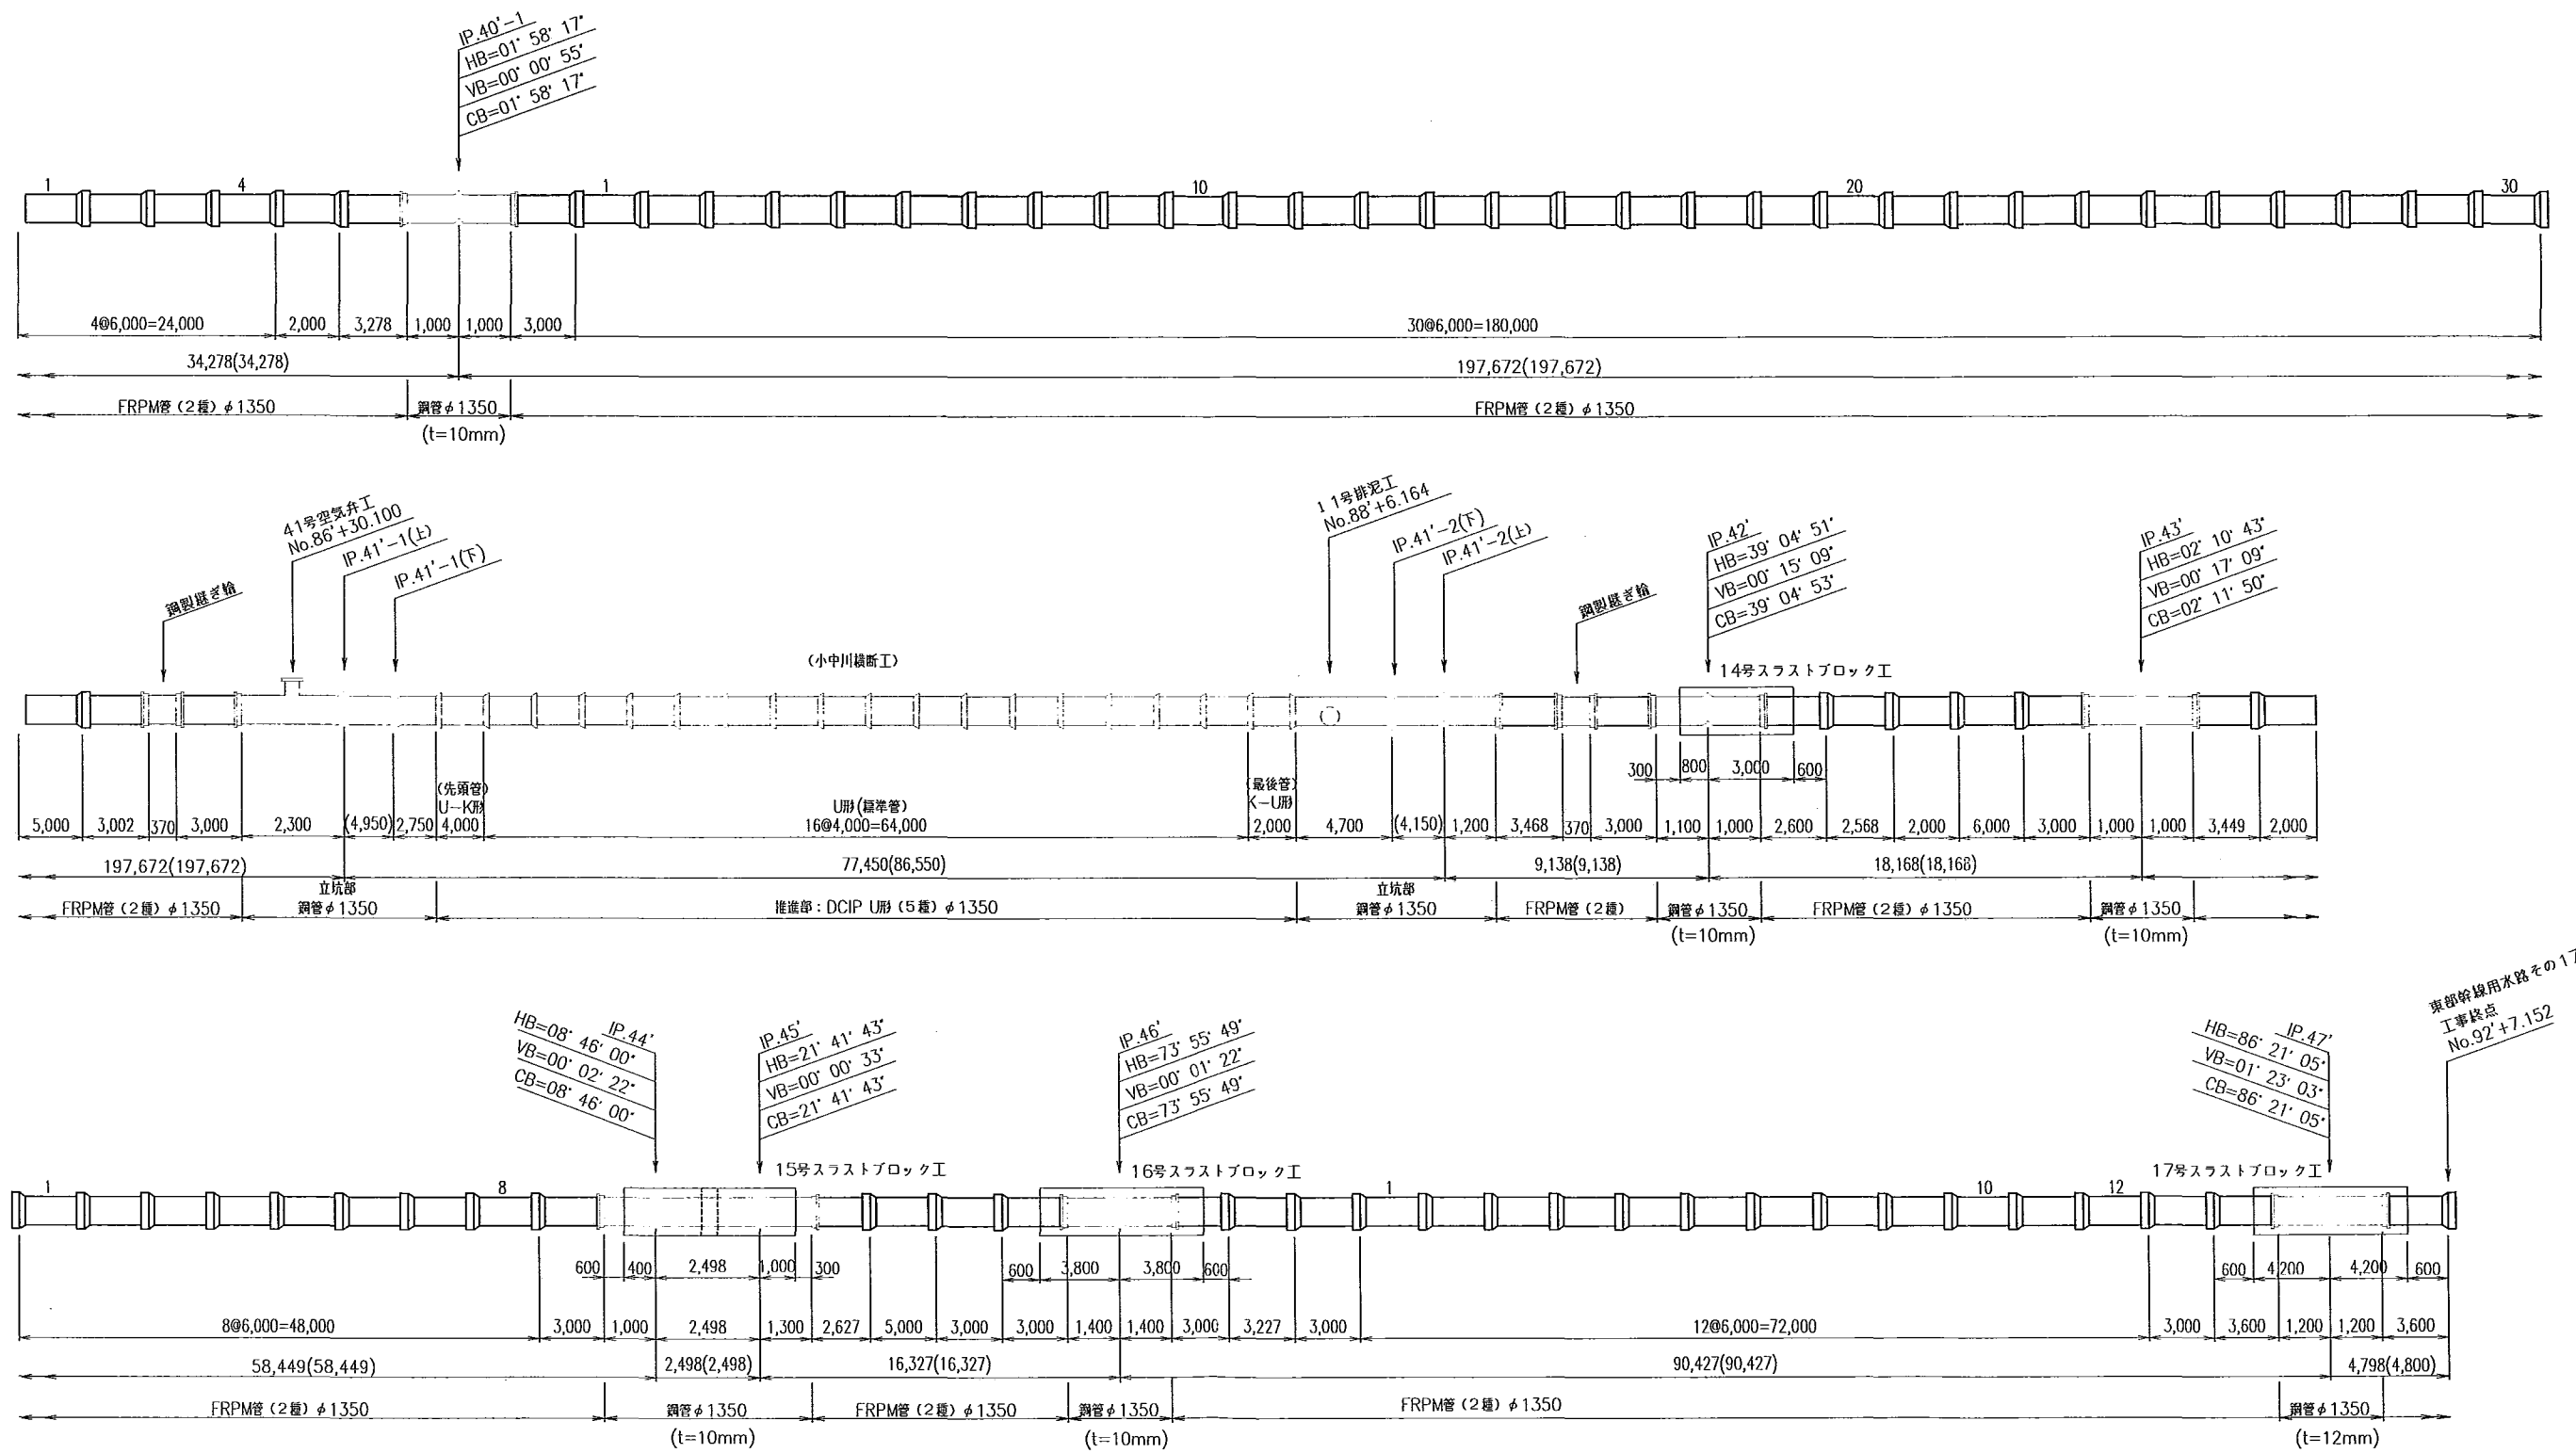 IP.40'-1
HB=01° 58' 17"
VB=00° 00' 55"
CB=01° 58' 17"
1
4
1
10
20
30
4@6,000=24,000
2,000
3,278
1,000
1,000
3,000
30@6,000=180,000
34,278(34,278)
197,672(197,672)
FRPM管(2種)φ1350
鋼管φ1350
FRPM管(2種)φ1350
(t=10mm)
鋼製継ぎ輪
41号空気弁工
No.86'+30.100
IP.41'-1(上)
IP.41'-1(下)
(小中川横断工)
11号排泥工
No.88'+6.164
IP.41'-2(下)
IP.41'-2(上)
鋼製継ぎ輪
IP.42'
HB=39° 04' 51"
VB=00° 15' 09"
CB=39° 04' 53"
14号スラストブロック工
IP.43'
HB=02° 10' 43"
VB=00° 17' 09"
CB=02° 11' 50"
300
800
3,000
600
(先頭管)
U-K形
U形(標準管)
(最後管)
K-U形
5,000
3,002
370
3,000
2,300
(4,950)
2,750
4,000
16@4,000=64,000
2,000
4,700
(4,150)
1,200
3,468
370
3,000
1,100
1,000
2,600
2,568
2,000
6,000
3,000
1,000
1,000
3,449
2,000
197,672(197,672)
77,450(86,550)
9,138(9,138)
18,168(18,168)
立坑部
立坑部
FRPM管(2種)φ1350
鋼管φ1350
推進部:DCIP U形(5種)φ1350
鋼管φ1350
FRPM管(2種)
鋼管φ1350
FRPM管(2種)φ1350
鋼管φ1350
(t=10mm)
(t=10mm)
IP.44'
HB=08° 46' 00"
VB=00° 02' 22"
CB=08° 46' 00"
IP.45'
HB=21° 41' 43"
VB=00° 00' 33"
CB=21° 41' 43"
IP.46'
HB=73° 55' 49"
VB=00° 01' 22"
CB=73° 55' 49"
IP.47'
HB=86° 21' 05"
VB=01° 23' 03"
CB=86° 21' 05"
東部幹線用水路その17
工事終点
No.92'+7.152
15号スラストブロック工
16号スラストブロック工
17号スラストブロック工
1
8
1
10
12
600
400
2,498
1,000
300
600
3,800
3,800
600
600
4,200
4,200
600
8@6,000=48,000
3,000
1,000
2,498
1,300
2,627
5,000
3,000
3,000
1,400
1,400
3,000
3,227
3,000
12@6,000=72,000
3,000
3,600
1,200
1,200
3,600
58,449(58,449)
2,498(2,498)
16,327(16,327)
90,427(90,427)
4,798(4,800)
FRPM管(2種)φ1350
鋼管φ1350
FRPM管(2種)φ1350
鋼管φ1350
FRPM管(2種)φ1350
鋼管φ1350
(t=10mm)
(t=10mm)
(t=12mm)